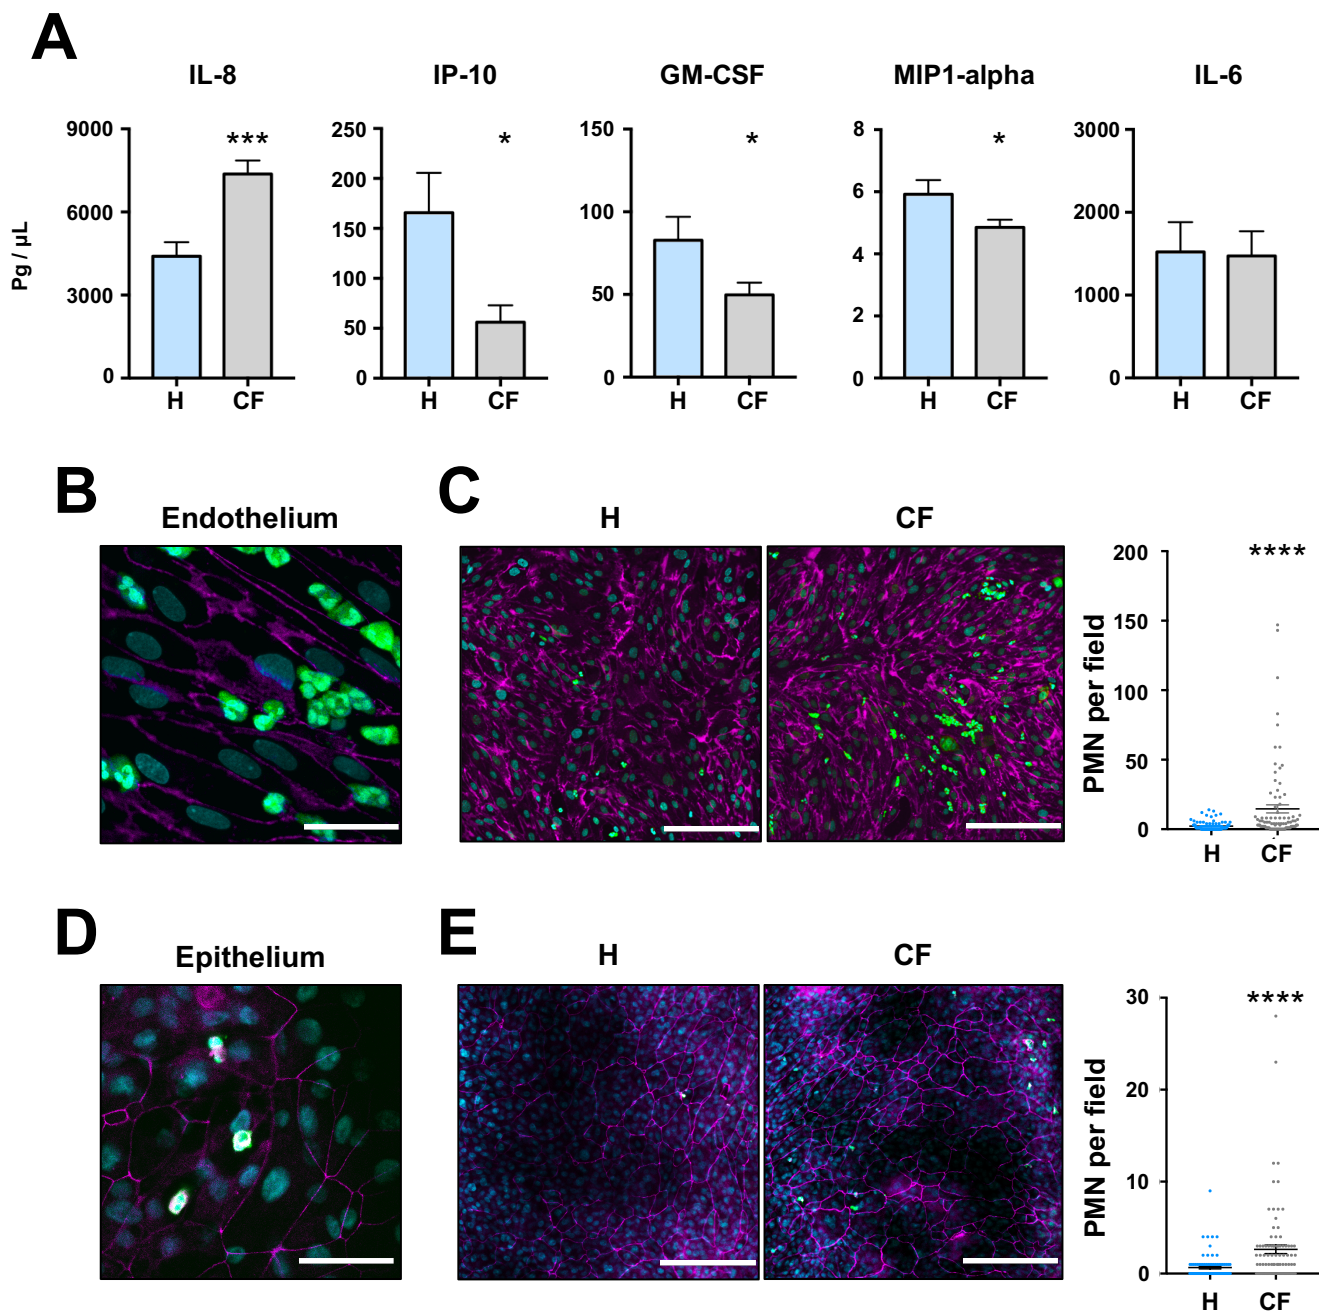 A
IL-8
IP-10
GM-CSF
MIP1-alpha
IL-6
Pg / µL
9000
6000
3000
0
***
H
CF
250
200
150
100
50
0
*
H
CF
150
100
50
0
*
H
CF
8
6
4
2
0
*
H
CF
3000
2000
1000
0
H
CF
B
Endothelium
C
H
CF
PMN per field
200
150
100
50
0
****
H
CF
D
Epithelium
E
H
CF
PMN per field
30
20
10
0
****
H
CF